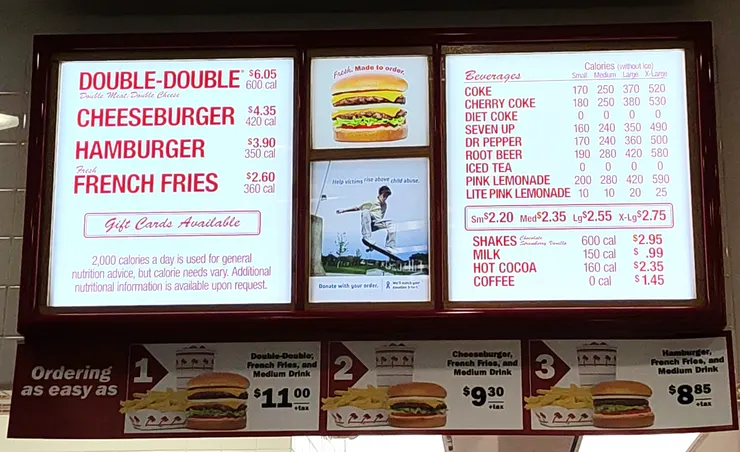 DOUBLE-DOUBLE® $6.05
Double Meat Double Cheese 600 cal
CHEESEBURGER $4.35
420 cal
HAMBURGER $3.90
350 cal
Fresh
FRENCH FRIES $2.60
360 cal
Gift Cards Available
2,000 calories a day is used for general
nutrition advice, but calorie needs vary. Additional
nutritional information is available upon request.
Fresh. Made to order.
Help victims rise above child abuse.
Donate with your order.
Beverages
Calories (without ice)
Small Medium Large X-Large
COKE 170 250 370 520
CHERRY COKE 180 250 380 530
DIET COKE 0 0 0 0
SEVEN UP 160 240 350 490
DR PEPPER 170 240 360 500
ROOT BEER 190 280 420 580
ICED TEA 0 0 0 0
PINK LEMONADE 200 280 420 590
LITE PINK LEMONADE 10 10 20 25
Sm$2.20 Med$2.35 Lg$2.55 X-Lg$2.75
SHAKES Chocolate Strawberry Vanilla 600 cal $2.95
MILK 150 cal $ .99
HOT COCOA 160 cal $2.35
COFFEE 0 cal $1.45
Ordering
as easy as
1
Double-Double,
French Fries, and
Medium Drink
$11 00
+tax
2
Cheeseburger,
French Fries, and
Medium Drink
$9 30
+tax
3
Hamburger,
French Fries, and
Medium Drink
$8 85
+tax